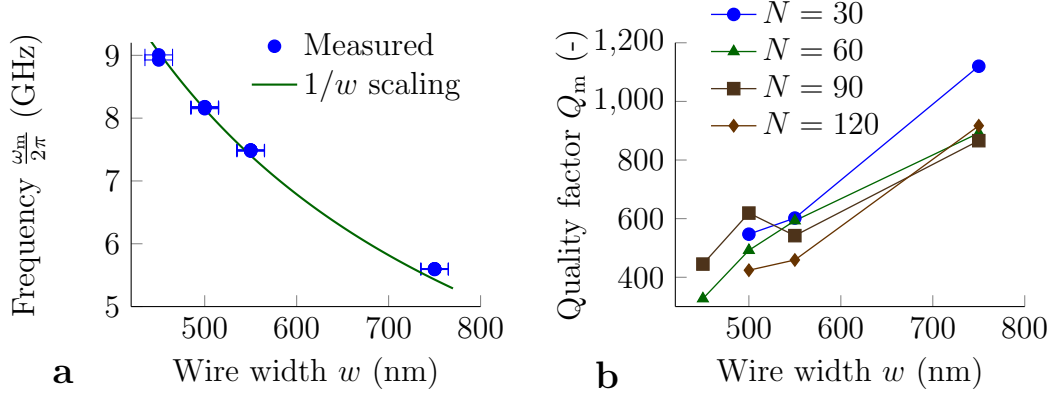 Frequency ω_m/2π (GHz)
9
8
7
6
5
500 600 700 800
Wire width w (nm)
Measured
1/w scaling
a
Quality factor Q_m (-)
1,200
1,000
800
600
400
500 600 700 800
Wire width w (nm)
N = 30
N = 60
N = 90
N = 120
b